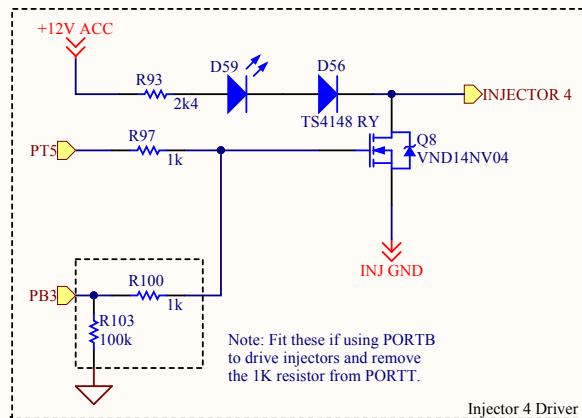 +12V ACC
R93
2k4
D59
D56
TS4148 RY
INJECTOR 4
PT5
R97
1k
Q8
VND14NV04
INJ GND
PB3
R100
1k
R103
100k
Note: Fit these if using PORTB
to drive injectors and remove
the 1K resistor from PORTT.
Injector 4 Driver